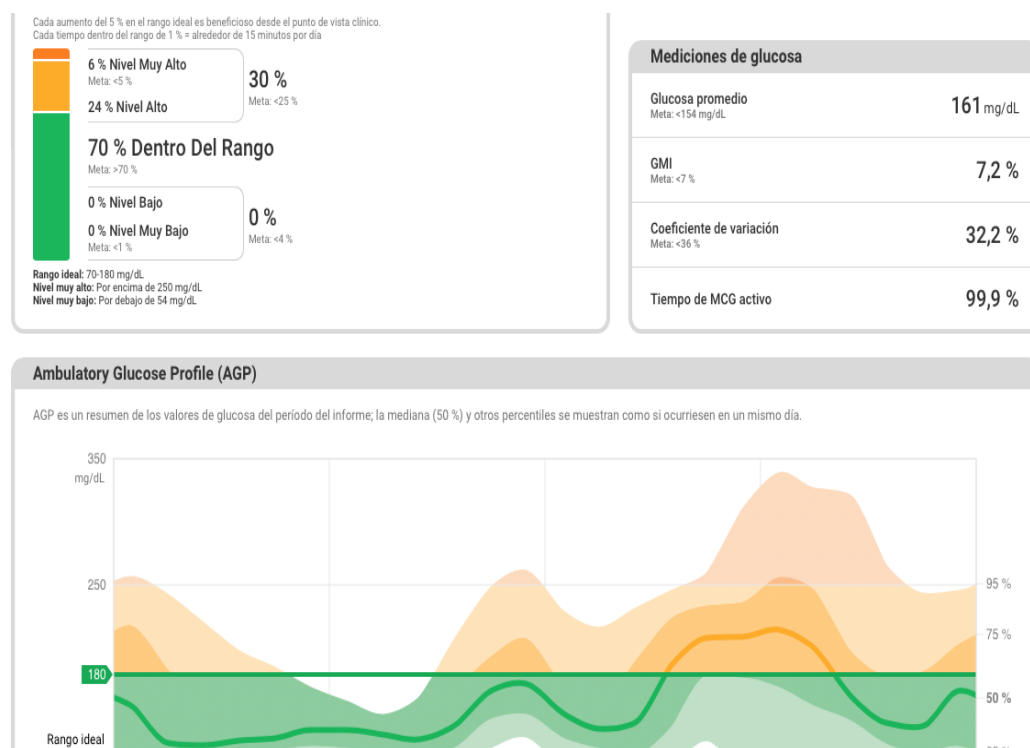 Cada aumento del 5 % en el rango ideal es beneficioso desde el punto de vista clínico.
Cada tiempo dentro del rango de 1 % = alrededor de 15 minutos por día
6 % Nivel Muy Alto
Meta: <5 %
24 % Nivel Alto
30 %
Meta: <25 %
70 % Dentro Del Rango
Meta: >70 %
0 % Nivel Bajo
0 % Nivel Muy Bajo
Meta: <1 %
0 %
Meta: <4 %
Rango ideal: 70-180 mg/dL
Nivel muy alto: Por encima de 250 mg/dL
Nivel muy bajo: Por debajo de 54 mg/dL
Mediciones de glucosa
Glucosa promedio
Meta: <154 mg/dL
161 mg/dL
GMI
Meta: <7 %
7,2 %
Coeficiente de variación
Meta: <36 %
32,2 %
Tiempo de MCG activo
99,9 %
Ambulatory Glucose Profile (AGP)
AGP es un resumen de los valores de glucosa del período del informe; la mediana (50 %) y otros percentiles se muestran como si ocurriesen en un mismo día.
350
mg/dL
250
180
Rango ideal
95 %
75 %
50 %